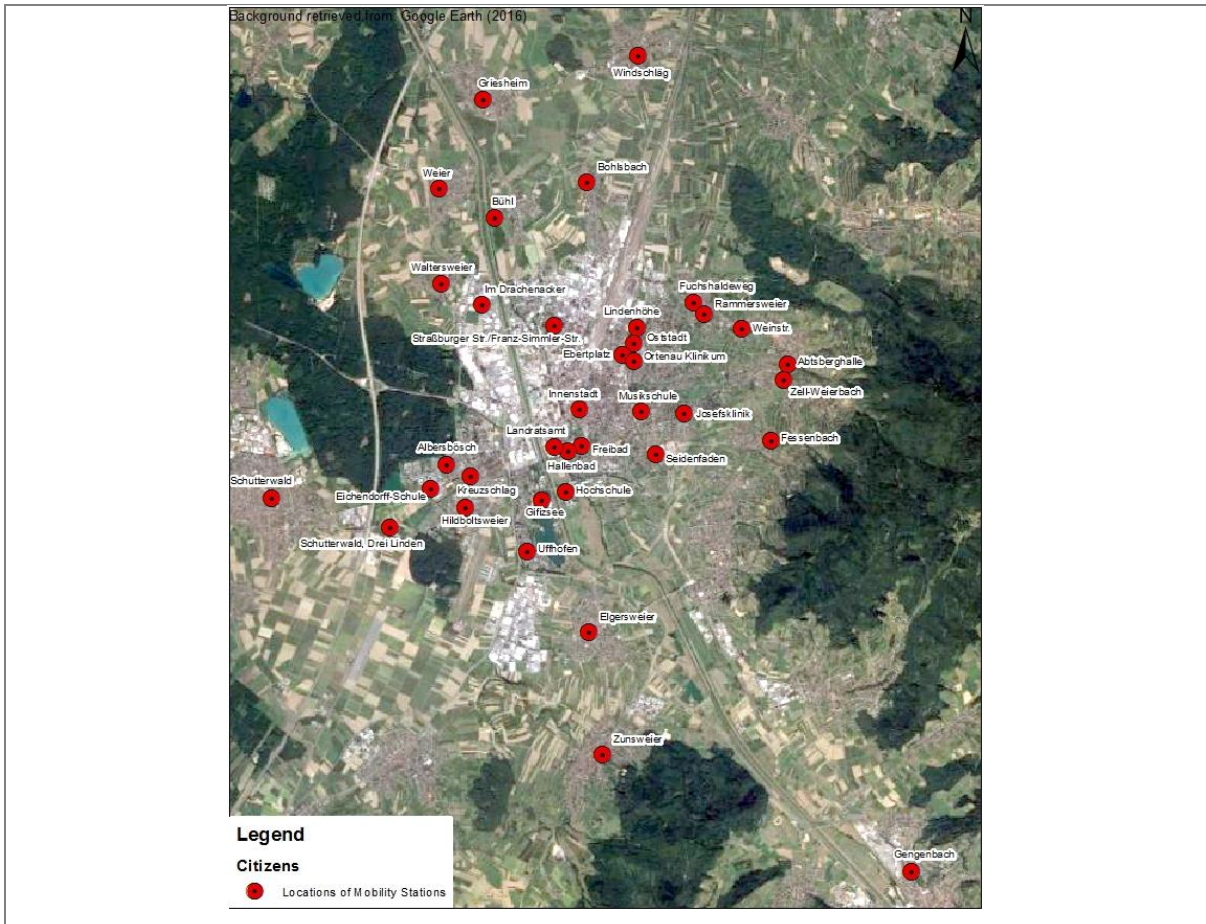 Background retrieved from: Google Earth (2016)
N
Windschläg
Griesheim
Bohlsbach
Weier
Bühl
Waltersweier
Im Drachenacker
Fuchshaldeweg
Rammersweier
Lindenhöhe
Weinstr.
Straßburger Str./Franz-Simmler-Str.
Oststadt
Ebertplatz
Ortenau Klinikum
Abtsberghalle
Zell-Weierbach
Innenstadt
Musikschule
Josefsklinik
Landratsamt
Freibad
Fessenbach
Albersbösch
Hallenbad
Seidenfaden
Schutterwald
Eichendorff-Schule
Kreuzschlag
Hochschule
Gifizsee
Hildboltsweier
Schutterwald, Drei Linden
Uffhofen
Elgersweier
Zunsweier
Gengenbach
Legend
Citizens
Locations of Mobility Stations